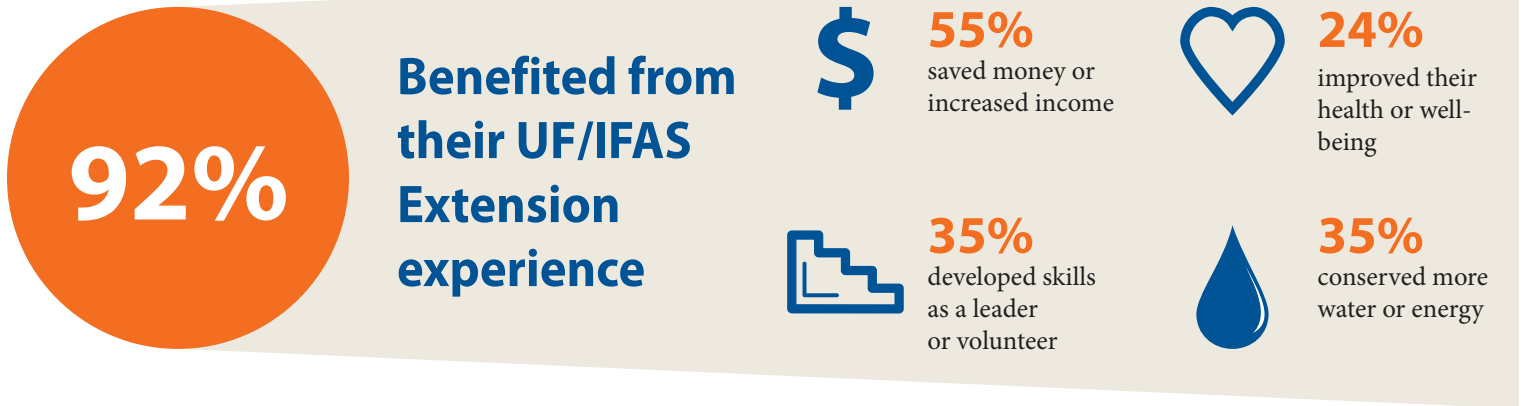 92%
Benefited from
their UF/IFAS
Extension
experience
$
55%
saved money or
increased income
24%
improved their
health or well-
being
35%
developed skills
as a leader
or volunteer
35%
conserved more
water or energy